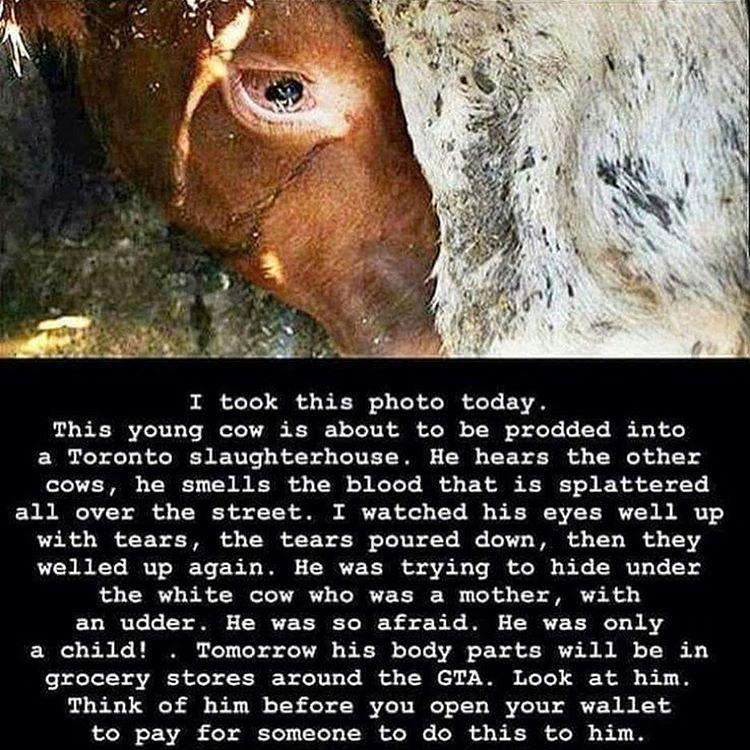 I took this photo today.
This young cow is about to be prodded into
a Toronto slaughterhouse. He hears the other
cows, he smells the blood that is splattered
all over the street. I watched his eyes well up
with tears, the tears poured down, then they
welled up again. He was trying to hide under
the white cow who was a mother, with
an udder. He was so afraid. He was only
a child! . Tomorrow his body parts will be in
grocery stores around the GTA. Look at him.
Think of him before you open your wallet
to pay for someone to do this to him.